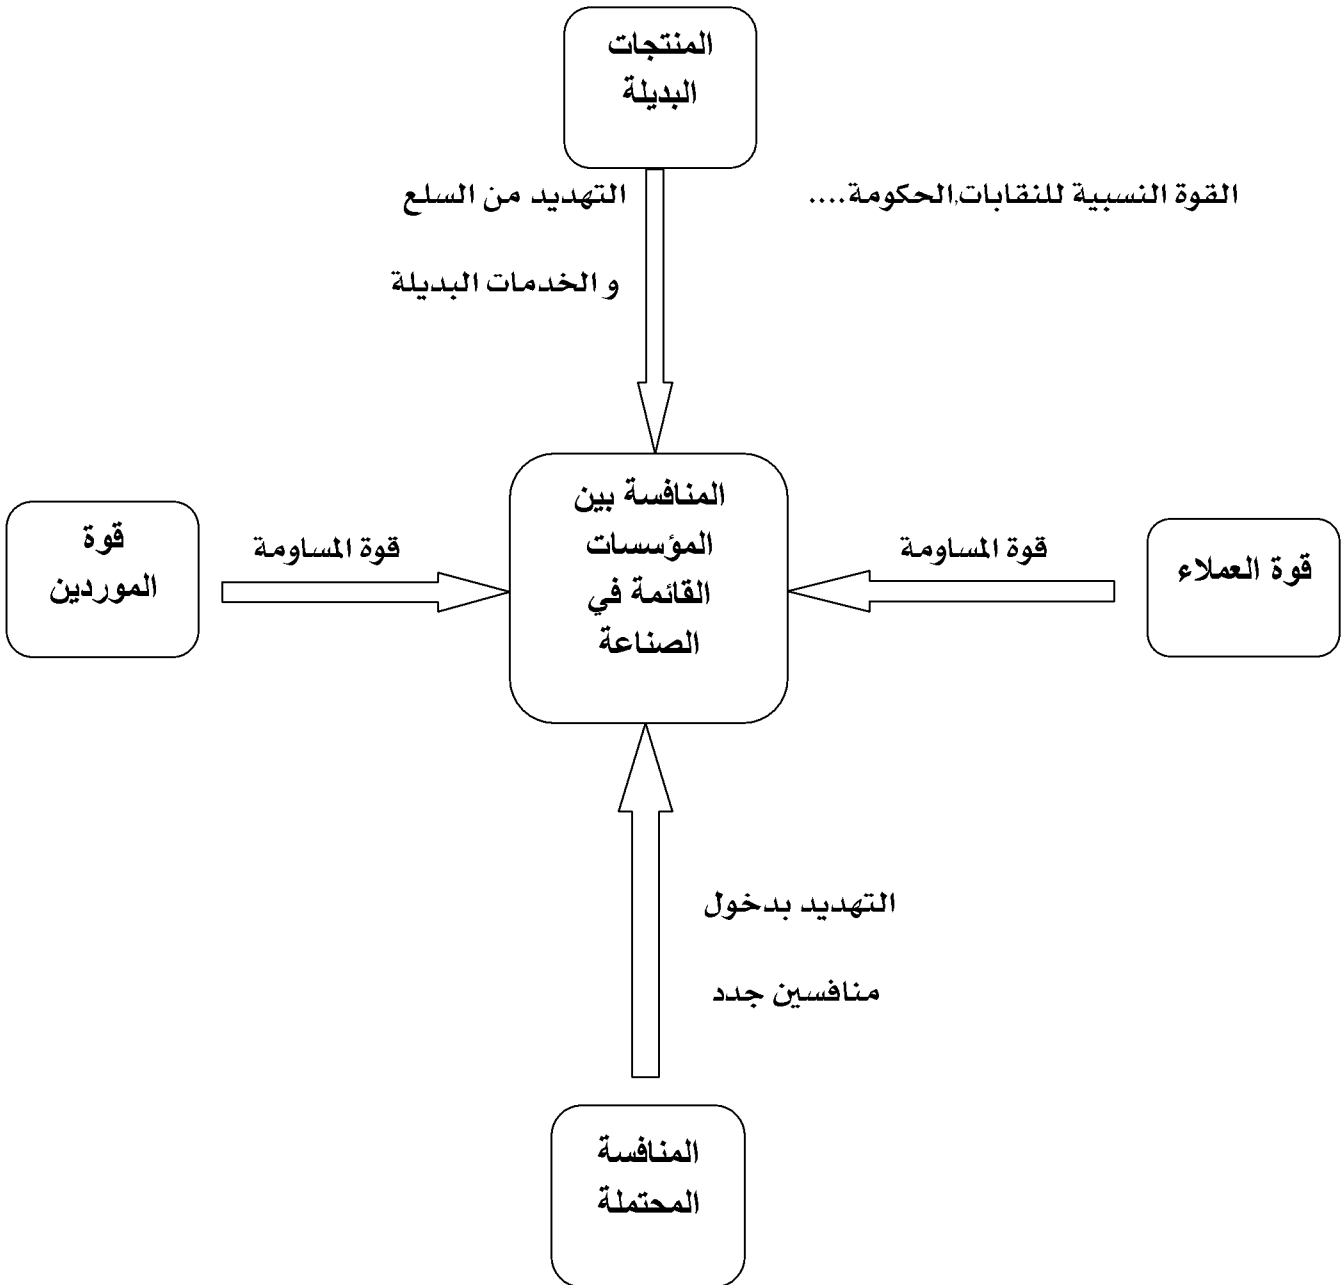 المنتجات
البديلة
القوة النسبية للنقابات,الحكومة....
التهديد من السلع
و الخدمات البديلة
المنافسة بين
المؤسسات
القائمة في
الصناعة
قوة العملاء
قوة المساومة
قوة المساومة
قوة
الموردين
التهديد بدخول
منافسين جدد
المنافسة
المحتملة